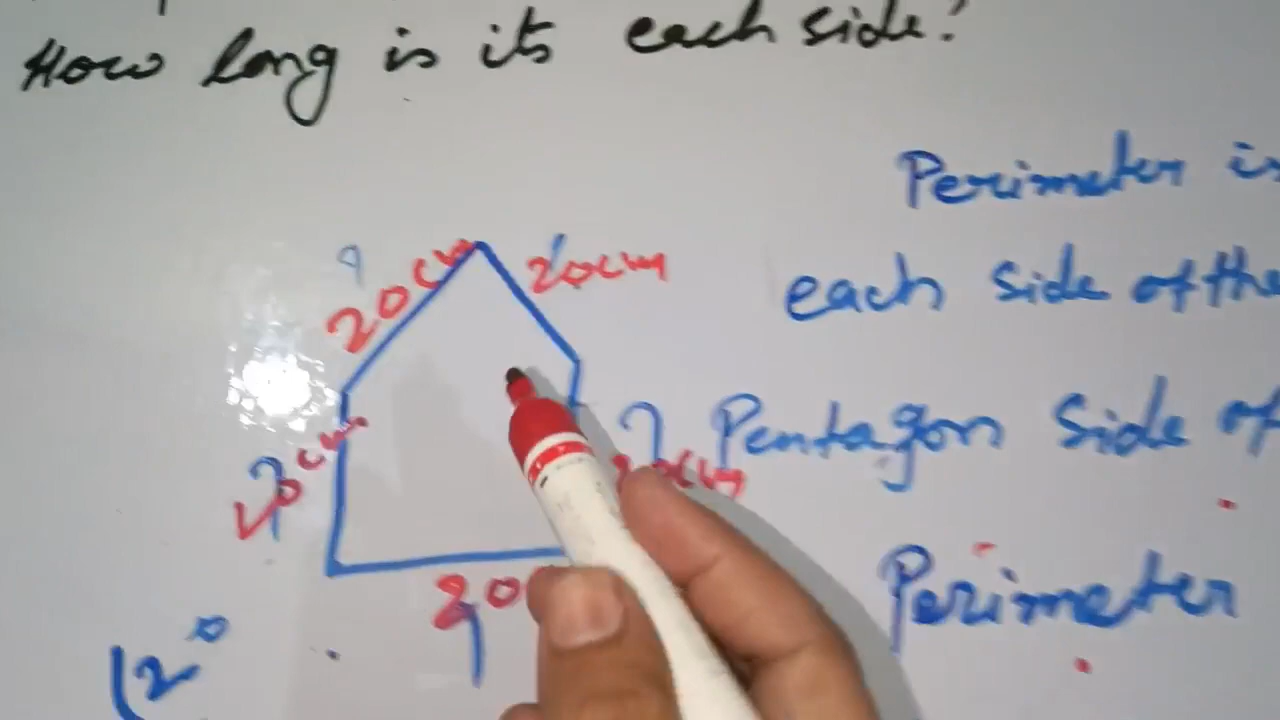 How long is its each side?
Perimeter is
each side of the
20cm
20cm
Pentagon Side of
20cm
20cm
20
Perimeter